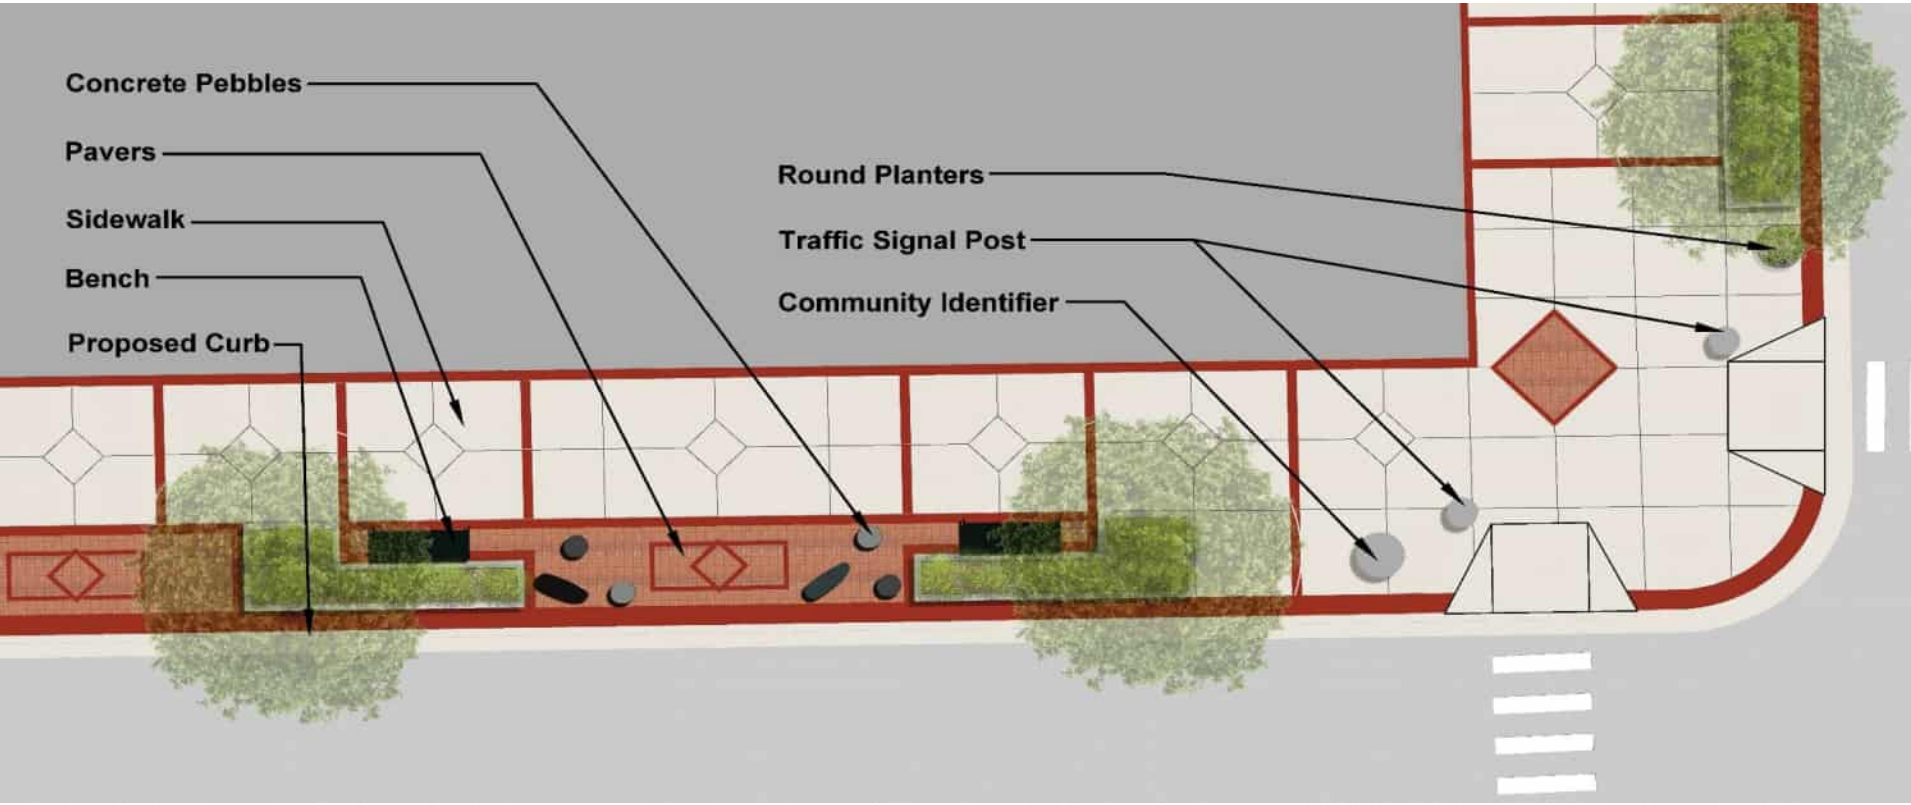 Concrete Pebbles
Pavers
Sidewalk
Bench
Proposed Curb
Round Planters
Traffic Signal Post
Community Identifier